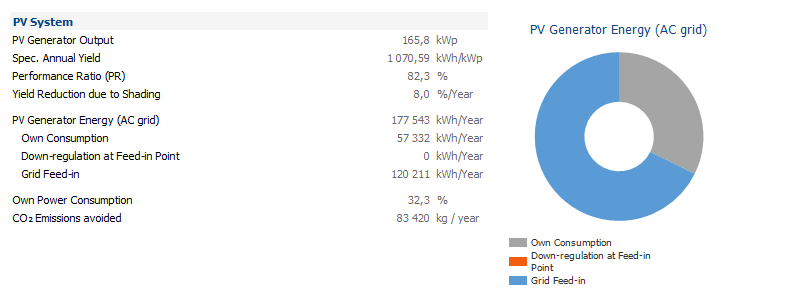 PV System
PV Generator Output 165,8 kWp
Spec. Annual Yield 1 070,59 kWh/kWp
Performance Ratio (PR) 82,3 %
Yield Reduction due to Shading 8,0 %/Year
PV Generator Energy (AC grid) 177 543 kWh/Year
Own Consumption 57 332 kWh/Year
Down-regulation at Feed-in Point 0 kWh/Year
Grid Feed-in 120 211 kWh/Year
Own Power Consumption 32,3 %
CO₂ Emissions avoided 83 420 kg / year
PV Generator Energy (AC grid)
Own Consumption
Down-regulation at Feed-in
Point
Grid Feed-in